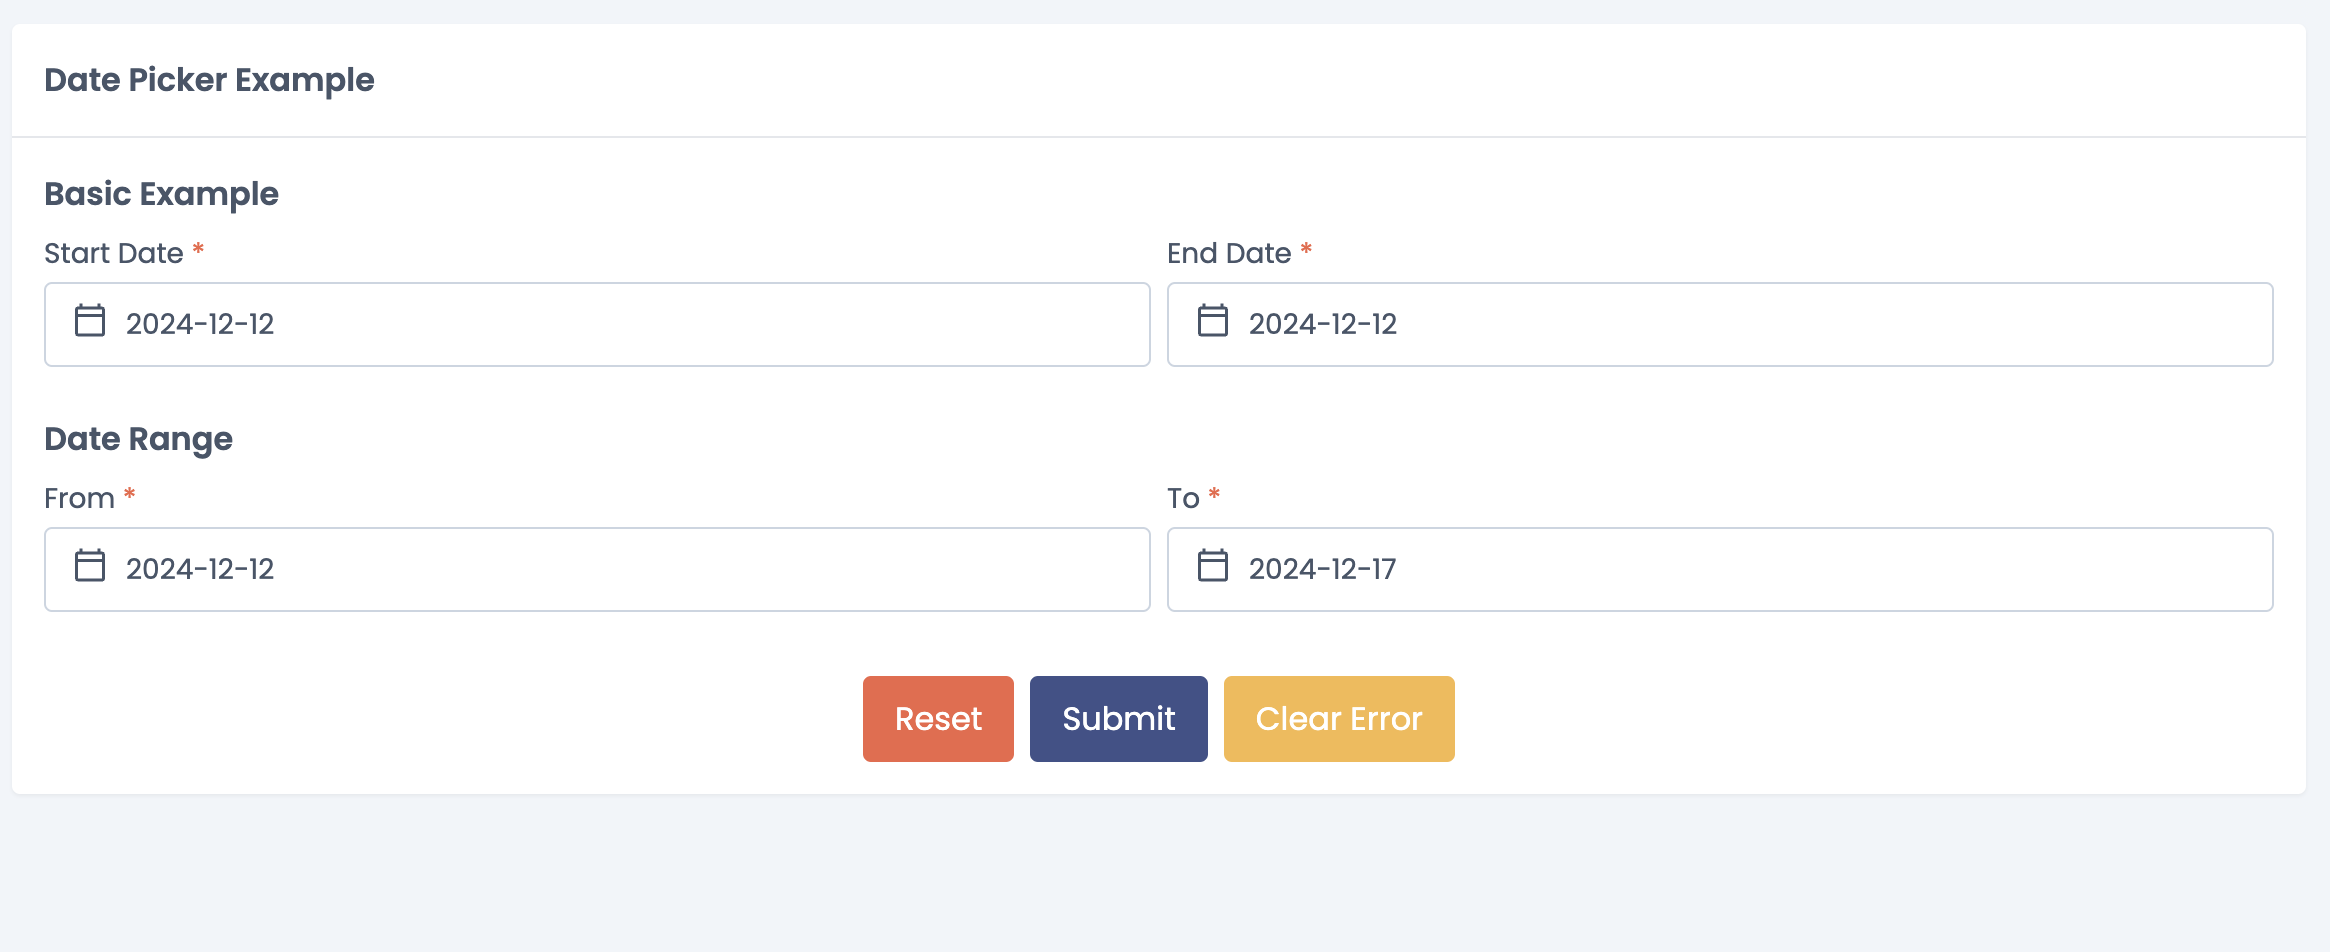 Date Picker Example
Basic Example
Start Date *
End Date *
2024-12-12
2024-12-12
Date Range
From *
To *
2024-12-12
2024-12-17
Reset
Submit
Clear Error